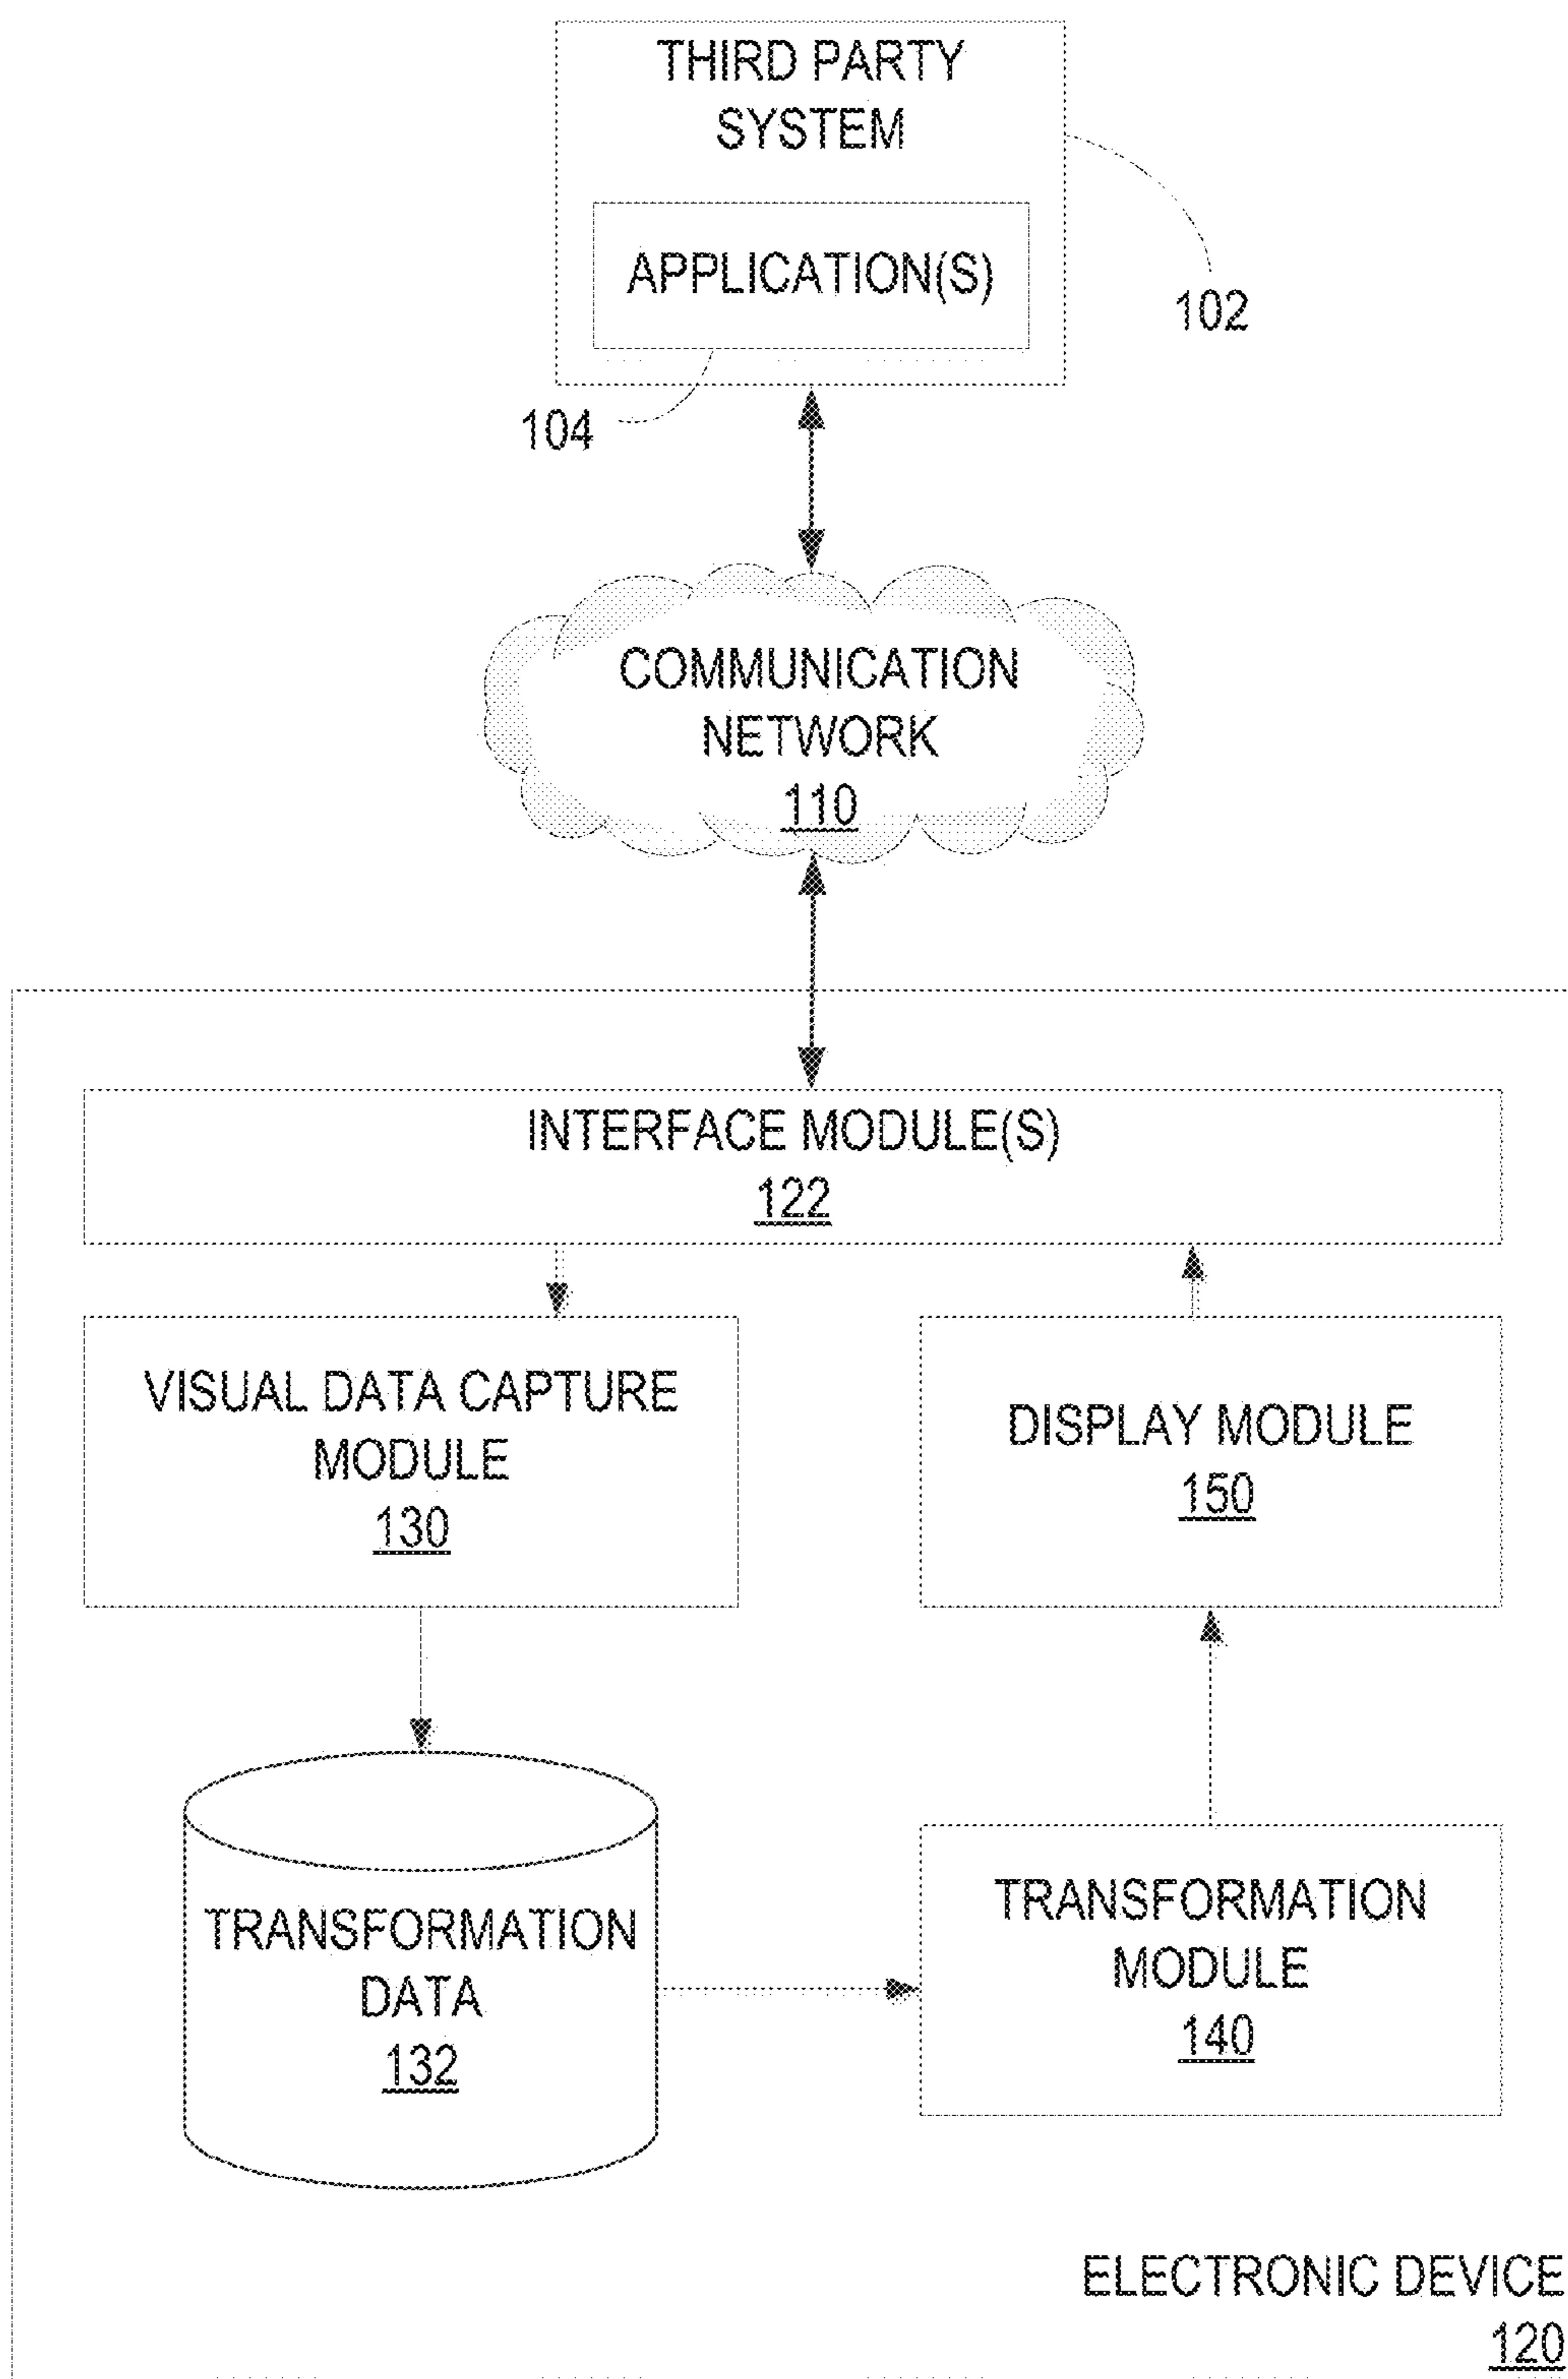 THIRD PARTY
SYSTEM
APPLICATION(S)
102
104
COMMUNICATION
NETWORK
110
INTERFACE MODULE(S)
122
VISUAL DATA CAPTURE
MODULE
130
DISPLAY MODULE
150
TRANSFORMATION
DATA
132
TRANSFORMATION
MODULE
140
ELECTRONIC DEVICE
120